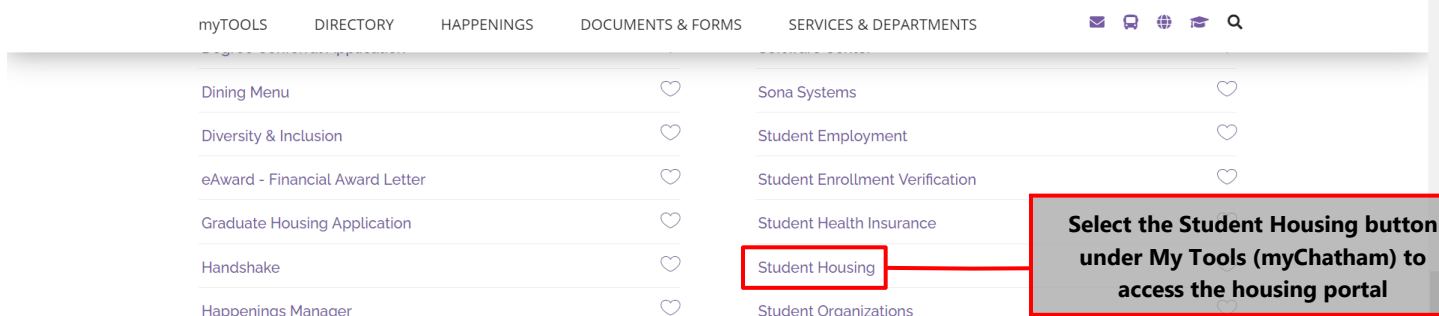 myTOOLS DIRECTORY HAPPENINGS DOCUMENTS & FORMS SERVICES & DEPARTMENTS
Dining Menu
Sona Systems
Diversity & Inclusion
Student Employment
eAward - Financial Award Letter
Student Enrollment Verification
Graduate Housing Application
Student Health Insurance
Handshake
Student Housing
Happenings Manager
Student Organizations
Select the Student Housing button
under My Tools (myChatham) to
access the housing portal